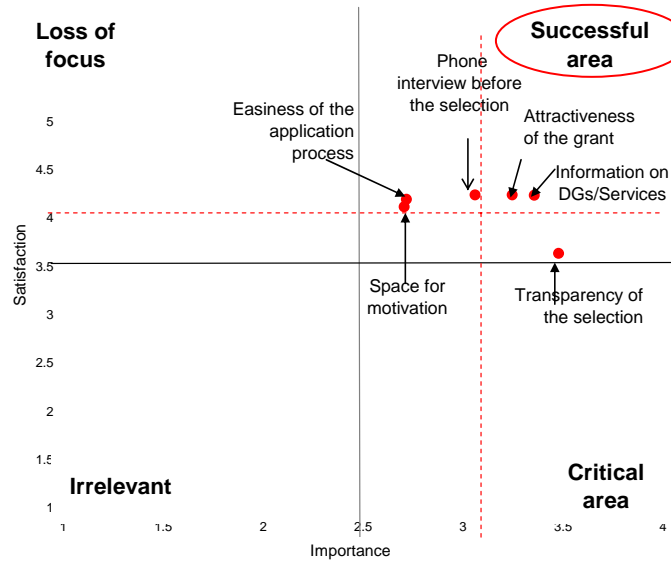 Loss of
focus
Successful
area
Phone
interview before
the selection
Easiness of the
application
process
Attractiveness
of the grant
Information on
DGs/Services
Space for
motivation
Transparency of
the selection
Satisfaction
5
4.5
4
3.5
3
2.5
2
1.5
1
Irrelevant
Critical
area
1
1.5
2
2.5
3
3.5
4
Importance